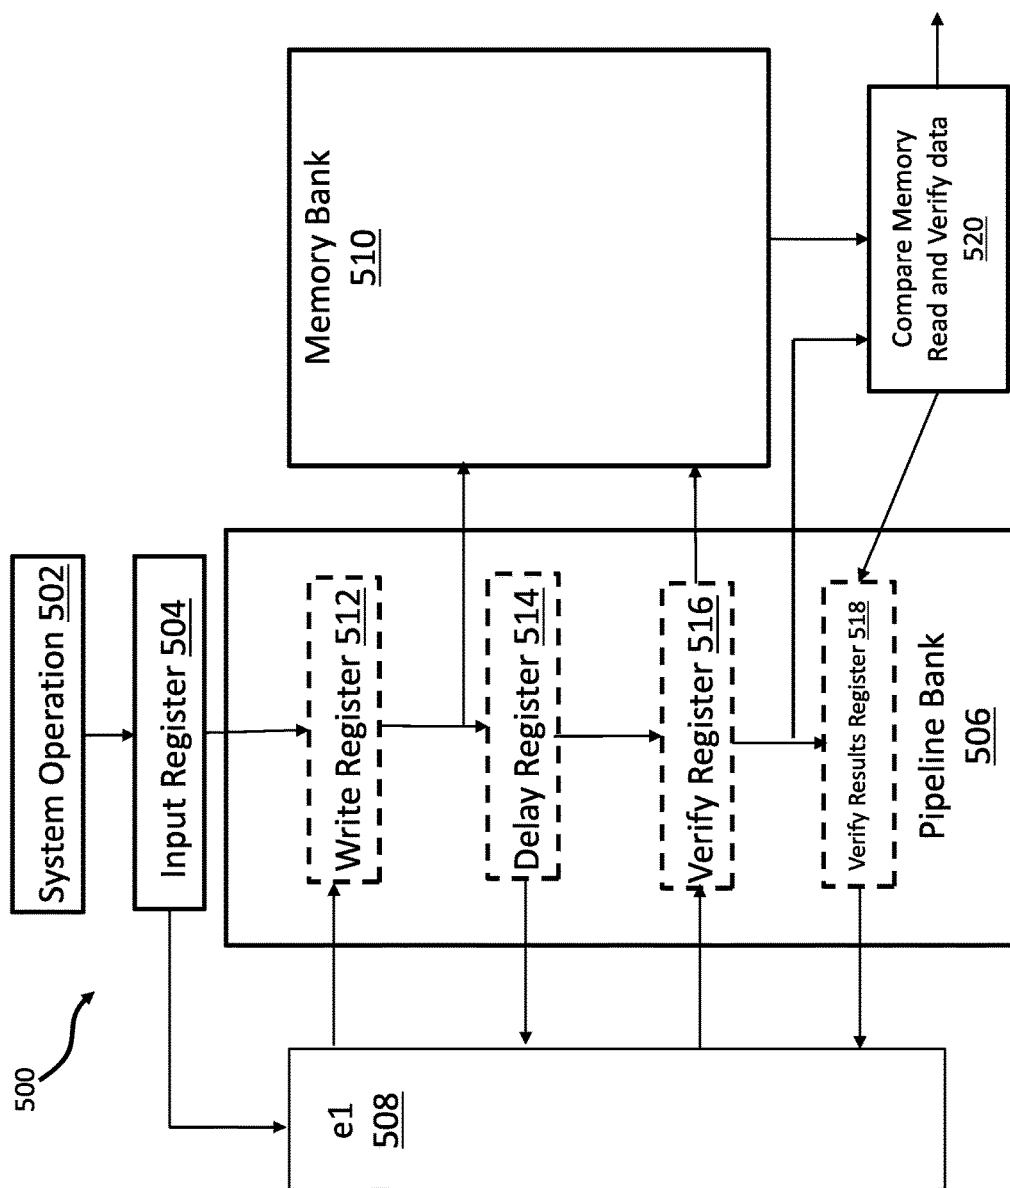 500
System Operation 502
Input Register 504
e1
508
Write Register 512
Delay Register 514
Verify Register 516
Verify Results Register 518
Pipeline Bank
506
Memory Bank
510
Compare Memory
Read and Verify data
520